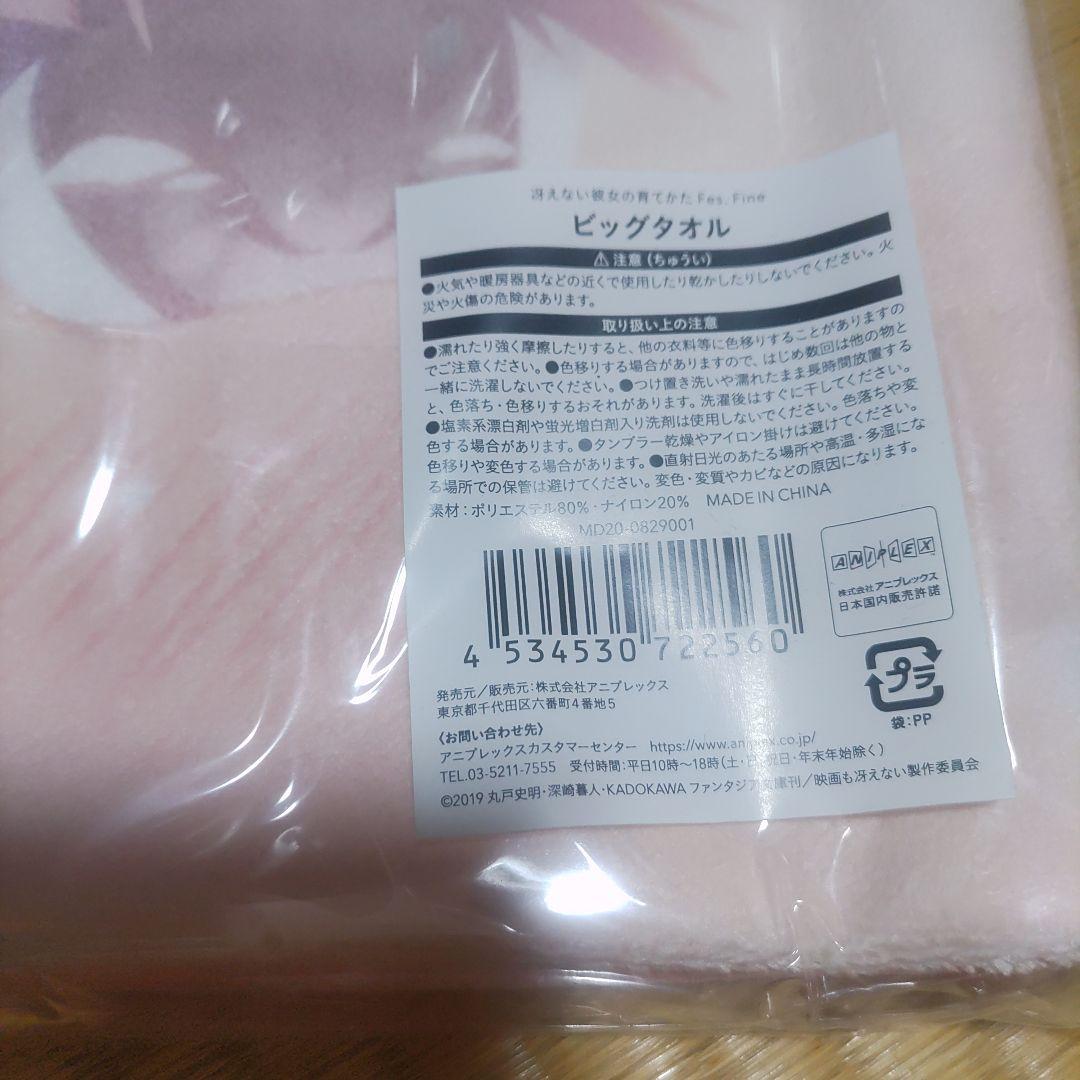 冴えない彼女の育てかた Fes. Fine
ビッグタオル
⚠ 注意 (ちゅうい)
●火気や暖房器具などの近くで使用したり乾かしたりしないでください。火
災や火傷の危険があります。
取り扱い上の注意
●濡れたり強く摩擦したりすると、他の衣料等に色移りすることがありますの
でご注意ください。●色移りする場合がありますので、はじめ数回は他の物と
一緒に洗濯しないでください。●つけ置き洗いや濡れたまま長時間放置する
と、色落ち・色移りするおそれがあります。洗濯後はすぐに干してください。
●塩素系漂白剤や蛍光増白剤入り洗剤は使用しないでください。色落ちや変
色する場合があります。●タンブラー乾燥やアイロン掛けは避けてください。
色移りや変色する場合があります。●直射日光のあたる場所や高温・多湿にな
る場所での保管は避けてください。変色・変質やカビなどの原因になります。
素材：ポリエステル80%・ナイロン20% MADE IN CHINA
MD20-0829001
4 534530 722560
ANIPLEX
株式会社アニプレックス
日本国内販売許諾
プラ
袋：PP
発売元／販売元：株式会社アニプレックス
東京都千代田区六番町4番地5
〈お問い合わせ先〉
アニプレックスカスタマーセンター https://www.aniplex.co.jp/
TEL.03-5211-7555 受付時間：平日10時～18時(土・日・祝日・年末年始除く)
©2019 丸戸史明・深崎暮人・KADOKAWA ファンタジア文庫刊／映画も冴えない製作委員会